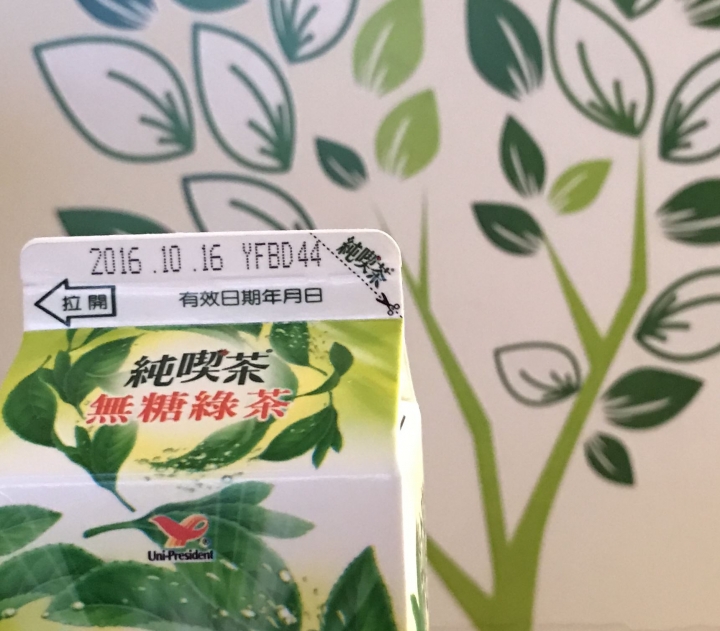 2016.10.16 YFBD44
純喫茶
拉開
有效日期年月日
純喫茶
無糖綠茶
Uni-President